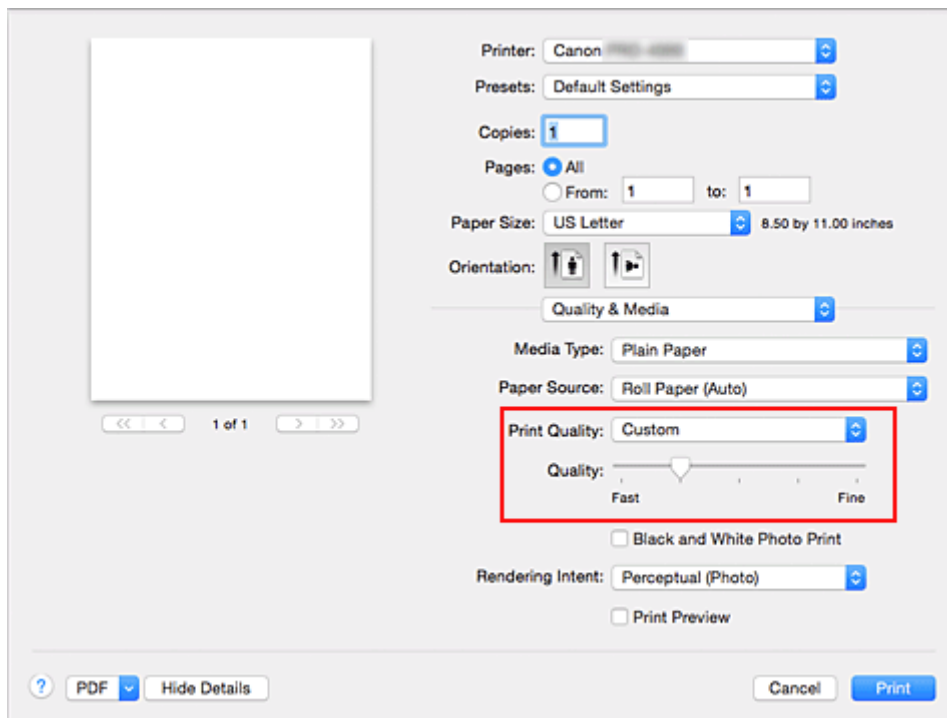 Printer: Canon
Presets: Default Settings
Copies: 1
Pages: All
From: 1 to: 1
Paper Size: US Letter 8.50 by 11.00 inches
Orientation:
Quality & Media
Media Type: Plain Paper
Paper Source: Roll Paper (Auto)
<< < 1 of 1 > >>
Print Quality: Custom
Quality:
Fast Fine
Black and White Photo Print
Rendering Intent: Perceptual (Photo)
Print Preview
? PDF Hide Details Cancel Print